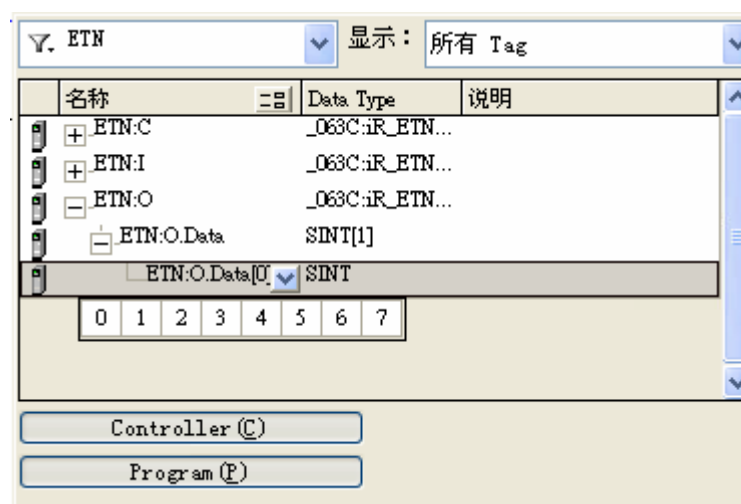 ETN 显示： 所有 Tag
名称 Data Type 说明
ETN:C _063C:iR_ETN...
ETN:I _063C:iR_ETN...
ETN:O _063C:iR_ETN...
ETN:O.Data SINT[1]
ETN:O.Data[0] SINT
0 1 2 3 4 5 6 7
Controller(C)
Program(P)